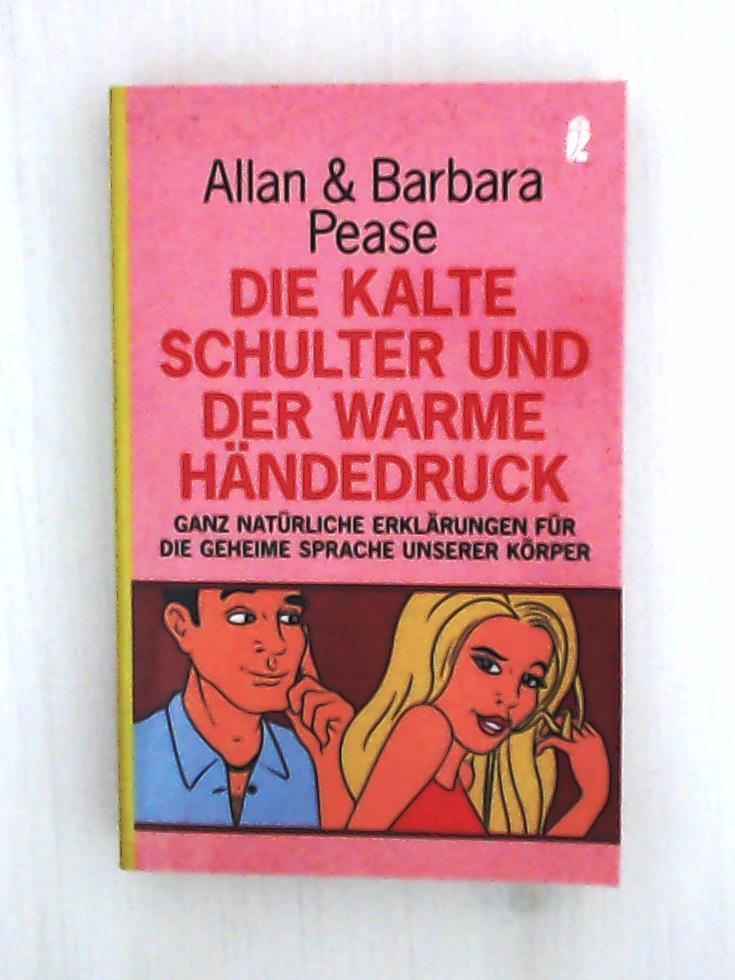 Allan & Barbara
Pease
DIE KALTE
SCHULTER UND
DER WARME
HÄNDEDRUCK
GANZ NATÜRLICHE ERKLÄRUNGEN FÜR
DIE GEHEIME SPRACHE UNSERER KÖRPER